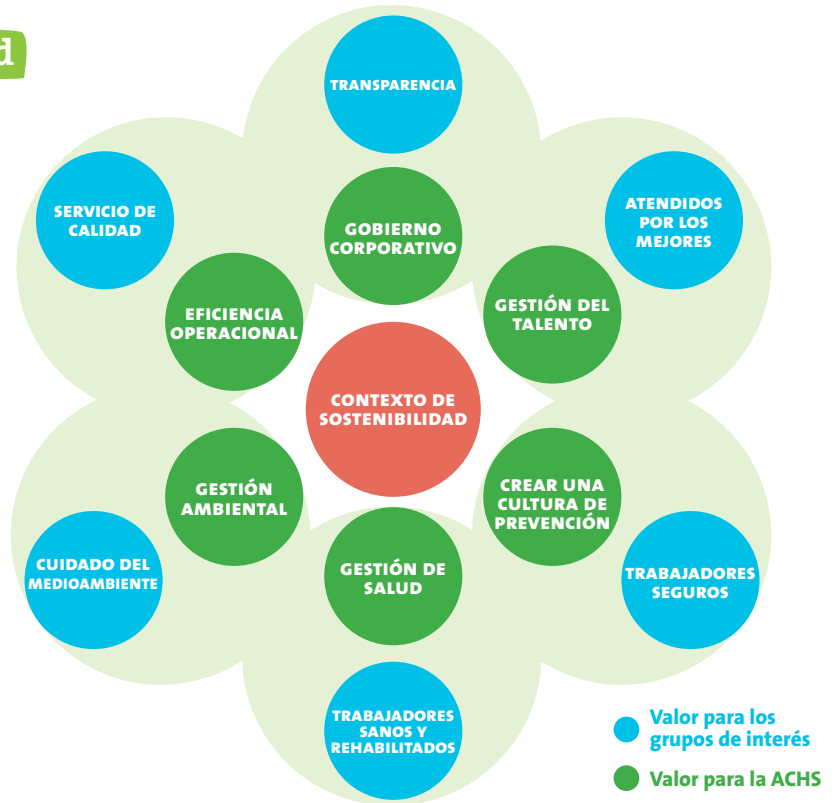 d
TRANSPARENCIA
SERVICIO DE
CALIDAD
GOBIERNO
CORPORATIVO
ATENDIDOS
POR LOS
MEJORES
EFICIENCIA
OPERACIONAL
GESTIÓN DEL
TALENTO
CONTEXTO DE
SOSTENIBILIDAD
GESTIÓN
AMBIENTAL
CREAR UNA
CULTURA DE
PREVENCIÓN
CUIDADO DEL
MEDIOAMBIENTE
GESTIÓN DE
SALUD
TRABAJADORES
SEGUROS
TRABAJADORES
SANOS Y
REHABILITADOS
Valor para los
grupos de interés
Valor para la ACHS